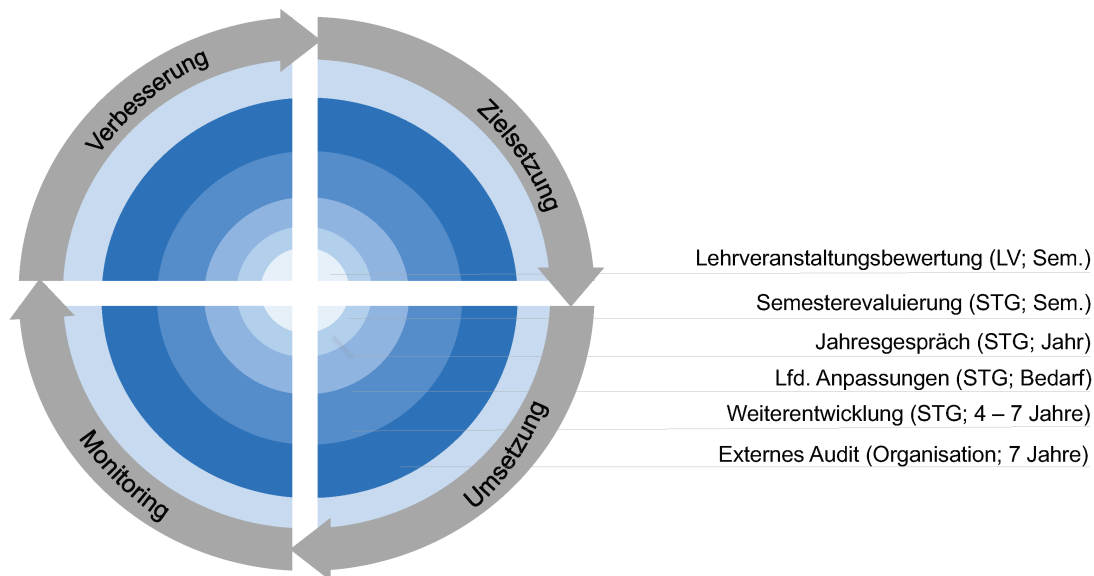 Verbesserung
Zielsetzung
Lehrveranstaltungsbewertung (LV; Sem.)
Semesterevaluierung (STG; Sem.)
Jahresgespräch (STG; Jahr)
Lfd. Anpassungen (STG; Bedarf)
Weiterentwicklung (STG; 4 – 7 Jahre)
Externes Audit (Organisation; 7 Jahre)
Monitoring
Umsetzung